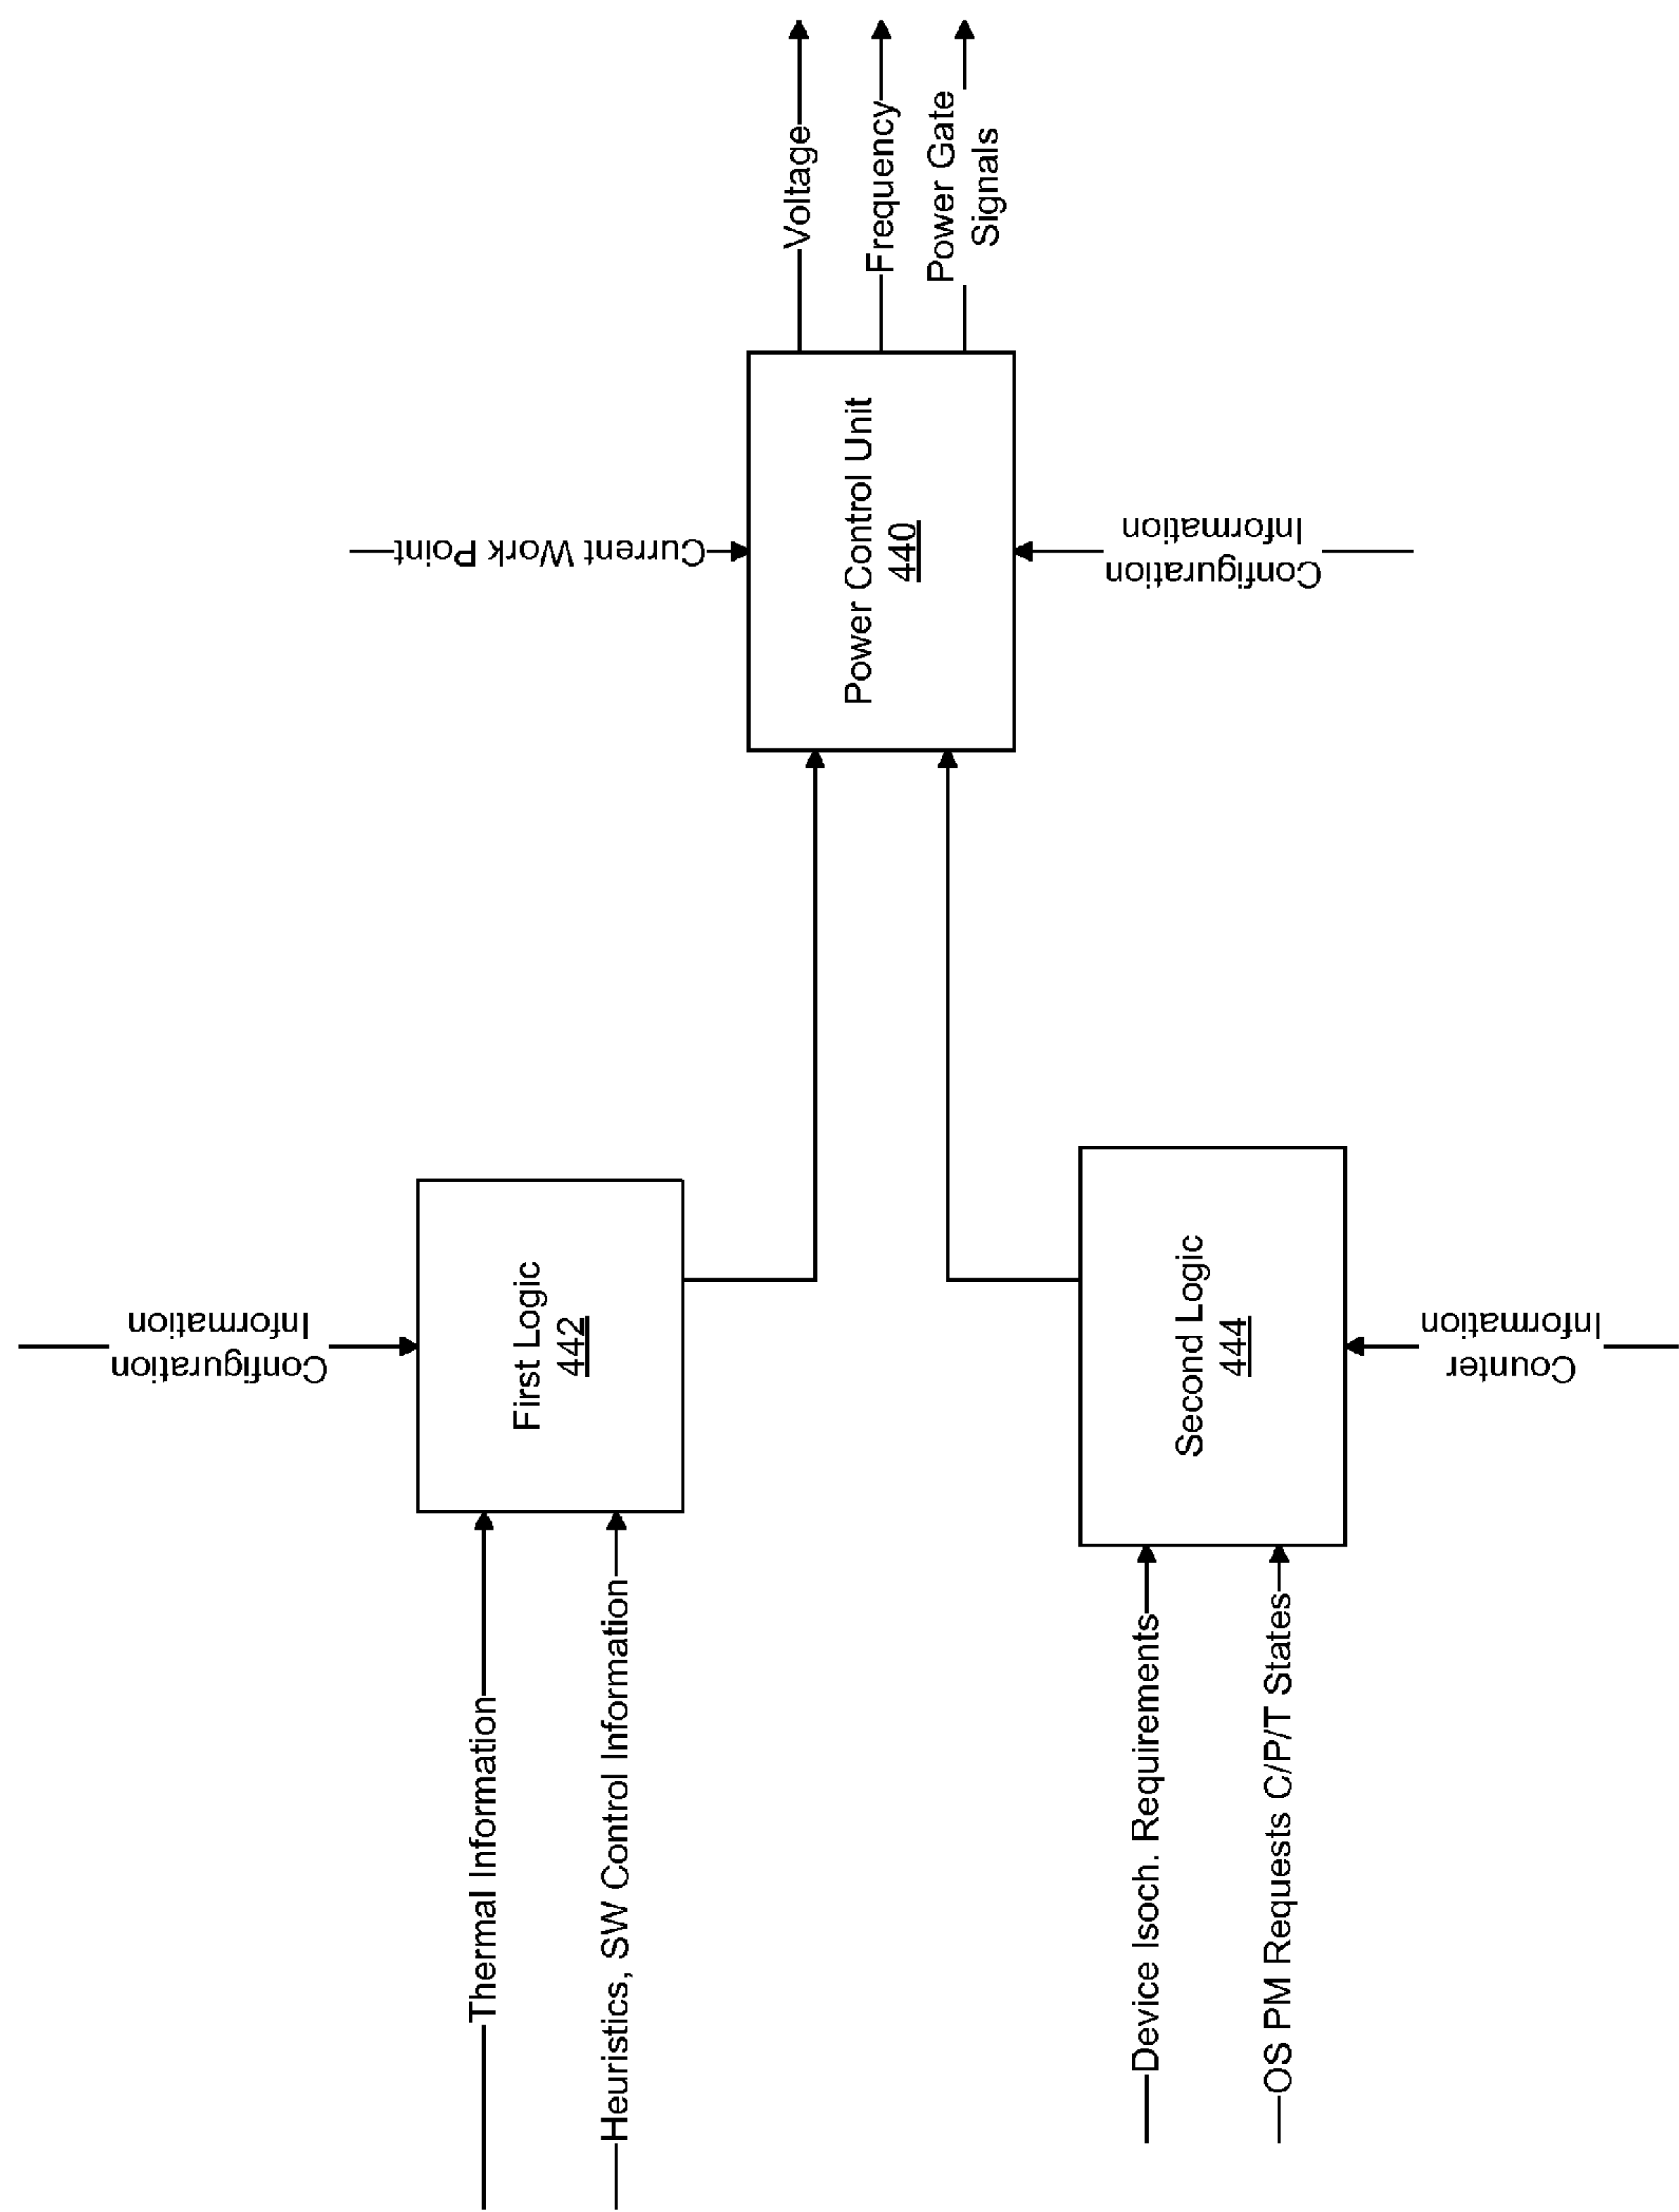 Configuration
Information
Thermal Information
Heuristics, SW Control Information
First Logic
442
Device Isoch. Requirements
OS PM Requests C/P/T States
Second Logic
444
Counter
Information
Current Work Point
Power Control Unit
440
Configuration
Information
Voltage
Frequency
Power Gate
Signals